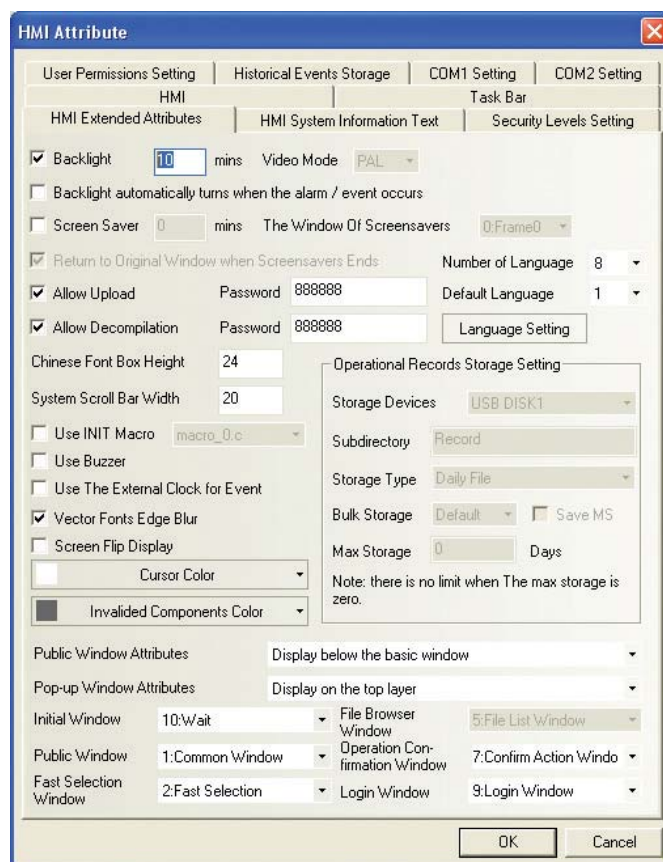 HMI Attribute
User Permissions Setting Historical Events Storage COM1 Setting COM2 Setting
HMI Task Bar
HMI Extended Attributes HMI System Information Text Security Levels Setting
Backlight 10 mins Video Mode PAL
Backlight automatically turns when the alarm / event occurs
Screen Saver 0 mins The Window Of Screensavers 0:Frame0
Return to Original Window when Screensavers Ends Number of Language 8
Allow Upload Password 888888 Default Language 1
Allow Decompilation Password 888888 Language Setting
Chinese Font Box Height 24
System Scroll Bar Width 20
Use INIT Macro macro_0.c
Use Buzzer
Use The External Clock for Event
Vector Fonts Edge Blur
Screen Flip Display
Cursor Color
Invalided Components Color
Operational Records Storage Setting
Storage Devices USB DISK1
Subdirectory Record
Storage Type Daily File
Bulk Storage Default Save MS
Max Storage 0 Days
Note: there is no limit when The max storage is
zero.
Public Window Attributes Display below the basic window
Pop-up Window Attributes Display on the top layer
Initial Window 10:Wait
File Browser
Window
5:File List Window
Public Window 1:Common Window
Operation Con-
firmation Window
7:Confirm Action Windo
Fast Selection
Window
2:Fast Selection
Login Window 9:Login Window
OK Cancel